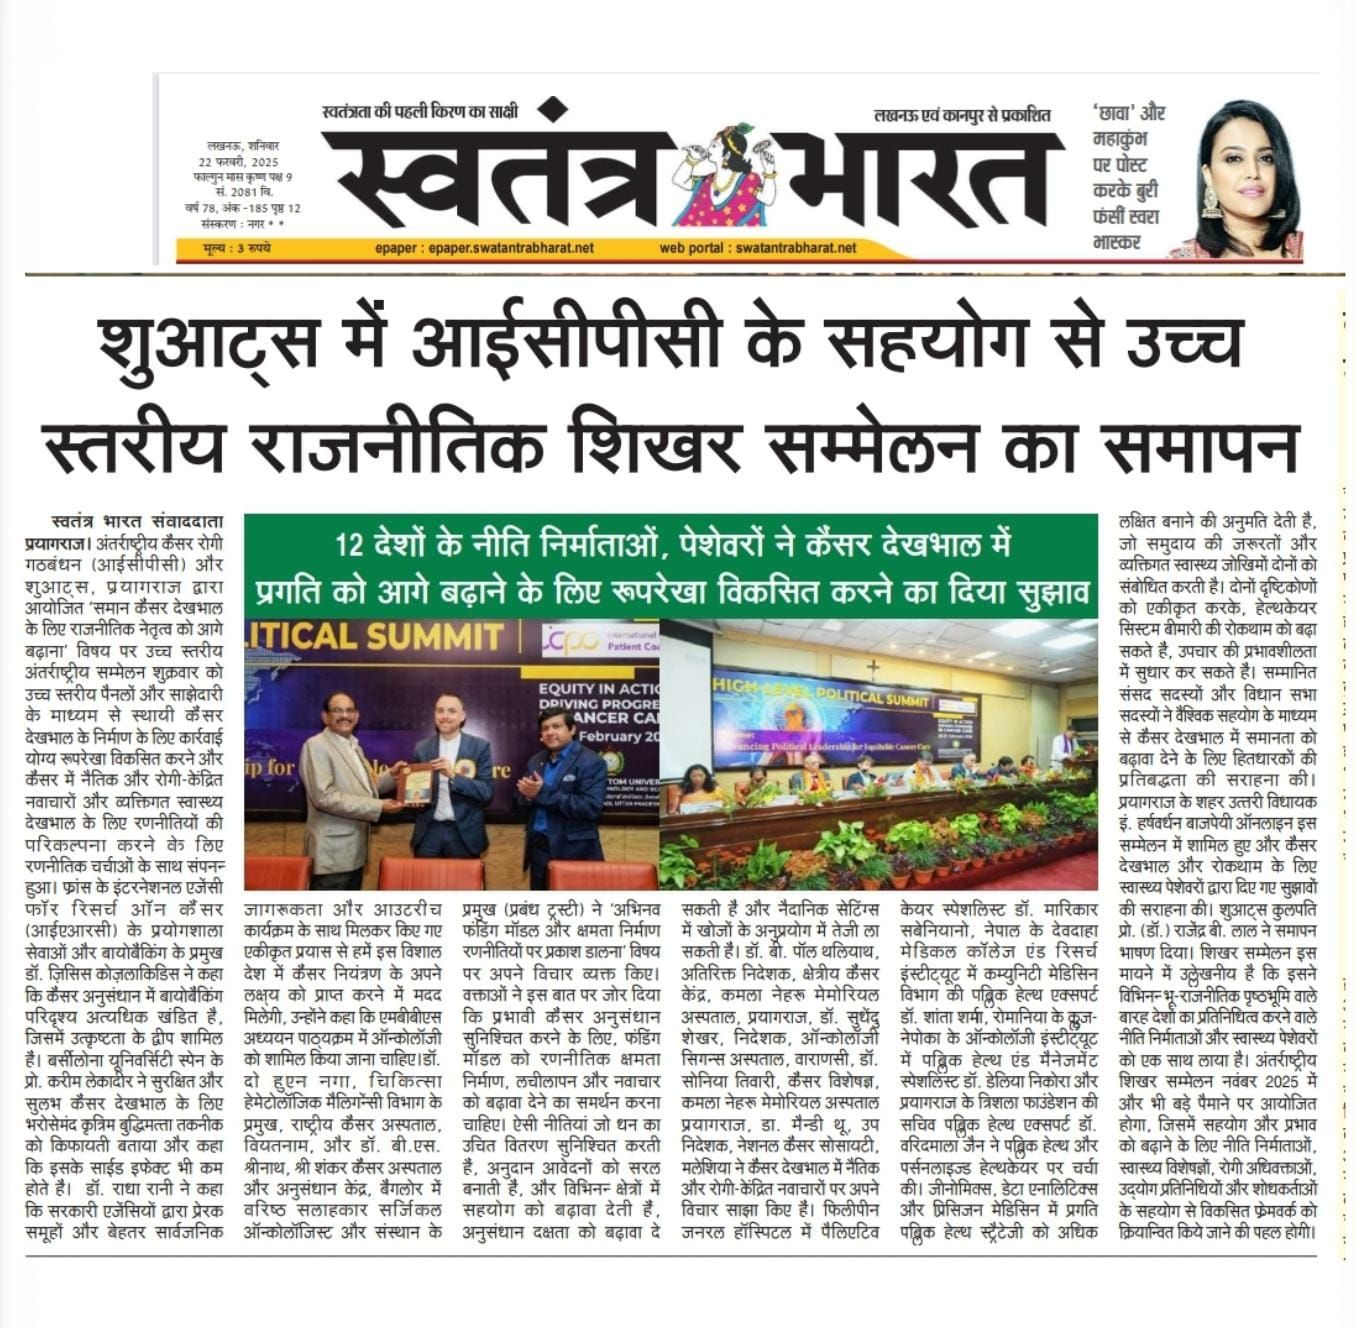 स्वतंत्रता की पहली किरण का साक्षी
लखनऊ एवं कानपुर से प्रकाशित
लखनऊ, शनिवार
22 फरवरी, 2025
फाल्गुन मास कृष्ण पक्ष 9
सं. 2081 वि.
वर्ष 78, अंक -185 पृष्ठ 12
संस्करण : नगर * *
मूल्य : 3 रुपये
स्वतंत्र भारत
epaper : epaper.swatantrabharat.net
web portal : swatantrabharat.net
'छावा' और
महाकुंभ
पर पोस्ट
करके बुरी
फंसीं स्वरा
भास्कर
शुआट्स में आईसीपीसी के सहयोग से उच्च
स्तरीय राजनीतिक शिखर सम्मेलन का समापन
स्वतंत्र भारत संवाददाता
प्रयागराज। अंतर्राष्ट्रीय कैंसर रोगी
गठबंधन (आईसीपीसी) और
शुआट्स, प्रयागराज द्वारा
आयोजित 'समान कैंसर देखभाल
के लिए राजनीतिक नेतृत्व को आगे
बढ़ाना' विषय पर उच्च स्तरीय
अंतर्राष्ट्रीय सम्मेलन शुक्रवार को
उच्च स्तरीय पैनलों और साझेदारी
के माध्यम से स्थायी कैंसर
देखभाल के निर्माण के लिए कार्रवाई
योग्य रूपरेखा विकसित करने और
कैंसर में नैतिक और रोगी-केंद्रित
नवाचारों और व्यक्तिगत स्वास्थ्य
देखभाल के लिए रणनीतियों की
परिकल्पना करने के लिए
रणनीतिक चर्चाओं के साथ संपन्न
हुआ। फ्रांस के इंटरनेशनल एजेंसी
फॉर रिसर्च ऑन कैंसर
(आईएआरसी) के प्रयोगशाला
सेवाओं और बायोबैंकिंग के प्रमुख
डॉ. ज़िसिस कोज़लाकिडिस ने कहा
कि कैंसर अनुसंधान में बायोबैंकिंग
परिदृश्य अत्यधिक खंडित है,
जिसमें उत्कृष्टता के द्वीप शामिल
है। बर्सीलोना यूनिवर्सिटी स्पेन के
प्रो. करीम लेकादीर ने सुरक्षित और
सुलभ कैंसर देखभाल के लिए
भरोसेमंद कृत्रिम बुद्धिमत्ता तकनीक
को किफायती बताया और कहा
कि इसके साईड इफेक्ट भी कम
होते है। डॉ. राधा रानी ने कहा
कि सरकारी एजेंसियों द्वारा प्रेरक
समूहों और बेहतर सार्वजनिक
12 देशों के नीति निर्माताओं, पेशेवरों ने कैंसर देखभाल में
प्रगति को आगे बढ़ाने के लिए रूपरेखा विकसित करने का दिया सुझाव
ITICAL SUMMIT
icpc International
Patient Coa
EQUITY IN ACTIO
DRIVING PROGRE
CANCER CA
February 20
ip for
re
TOM UNIVER
HIGH-LEVEL POLITICAL SUMMIT
Advancing Political Leadership for Equitable Cancer Care
जागरूकता और आउटरीच
कार्यक्रम के साथ मिलकर किए गए
एकीकृत प्रयास से हमें इस विशाल
देश में कैंसर नियंत्रण के अपने
लक्ष्य को प्राप्त करने में मदद
मिलेगी, उन्होंने कहा कि एमबीबीएस
अध्ययन पाठ्यक्रम में ऑन्कोलॉजी
को शामिल किया जाना चाहिए।डॉ.
दो हुएन नगा, चिकित्सा
हेमेटोलॉजिक मैलिग्नेंसी विभाग के
प्रमुख, राष्ट्रीय कैंसर अस्पताल,
वियतनाम, और डॉ. बी.एस.
श्रीनाथ, श्री शंकर कैंसर अस्पताल
और अनुसंधान केंद्र, बैंगलोर में
वरिष्ठ सलाहकार सर्जिकल
ऑन्कोलॉजिस्ट और संस्थान के
प्रमुख (प्रबंध ट्रस्टी) ने 'अभिनव
फंडिंग मॉडल और क्षमता निर्माण
रणनीतियों पर प्रकाश डालना' विषय
पर अपने विचार व्यक्त किए।
वक्ताओं ने इस बात पर जोर दिया
कि प्रभावी कैंसर अनुसंधान
सुनिश्चित करने के लिए, फंडिंग
मॉडल को रणनीतिक क्षमता
निर्माण, लचीलापन और नवाचार
को बढ़ावा देने का समर्थन करना
चाहिए। ऐसी नीतियां जो धन का
उचित वितरण सुनिश्चित करती
है, अनुदान आवेदनों को सरल
बनाती है, और विभिन्न क्षेत्रों में
सहयोग को बढ़ावा देती हैं,
अनुसंधान दक्षता को बढ़ावा दे
सकती है और नैदानिक सेटिंग्स
में खोजों के अनुप्रयोग में तेजी ला
सकती है। डॉ. बी. पॉल थलियाथ,
अतिरिक्त निदेशक, क्षेत्रीय कैंसर
केंद्र, कमला नेहरू मेमोरियल
अस्पताल, प्रयागराज, डॉ. सुधेंदु
शेखर, निदेशक, ऑन्कोलॉजी
सिगन्स अस्पताल, वाराणसी, डॉ.
सोनिया तिवारी, कैंसर विशेषज्ञ,
कमला नेहरू मेमोरियल अस्पताल
प्रयागराज, डा. मैन्डी थू, उप
निदेशक, नेशनल कैंसर सोसायटी,
मलेशिया ने कैंसर देखभाल में नैतिक
और रोगी-केंद्रित नवाचारों पर अपने
विचार साझा किए है। फिलीपीन
जनरल हॉस्पिटल में पैलिएटिव
केयर स्पेशलिस्ट डॉ. मारिकार
सबेनियानो, नेपाल के देवदाहा
मेडिकल कॉलेज एंड रिसर्च
इंस्टीट्यूट में कम्युनिटी मेडिसिन
विभाग की पब्लिक हेल्थ एक्सपर्ट
डॉ. शांता शर्मा, रोमानिया के क्लूज-
नेपोका के ऑन्कोलॉजी इंस्टीट्यूट
में पब्लिक हेल्थ एंड मैनेजमेंट
स्पेशलिस्ट डॉ. डेलिया निकोरा और
प्रयागराज के त्रिशला फाउंडेशन की
सचिव पब्लिक हेल्थ एक्सपर्ट डॉ.
वरिदमाला जैन ने पब्लिक हेल्थ और
पर्सनलाइज्ड हेल्थकेयर पर चर्चा
की। जीनोमिक्स, डेटा एनालिटिक्स
और प्रिसिजन मेडिसिन में प्रगति
पब्लिक हेल्थ स्ट्रैटेजी को अधिक
लक्षित बनाने की अनुमति देती है,
जो समुदाय की जरूरतों और
व्यक्तिगत स्वास्थ्य जोखिमों दोनों को
संबोधित करती है। दोनों दृष्टिकोणों
को एकीकृत करके, हेल्थकेयर
सिस्टम बीमारी की रोकथाम को बढ़ा
सकते है, उपचार की प्रभावशीलता
में सुधार कर सकते है। सम्मानित
संसद सदस्यों और विधान सभा
सदस्यों ने वैश्विक सहयोग के माध्यम
से कैंसर देखभाल में समानता को
बढ़ावा देने के लिए हितधारकों की
प्रतिबद्धता की सराहना की।
प्रयागराज के शहर उत्तरी विधायक
इं. हर्षवर्धन बाजपेयी ऑनलाइन इस
सम्मेलन में शामिल हुए और कैंसर
देखभाल और रोकथाम के लिए
स्वास्थ्य पेशेवरों द्वारा दिए गए सुझावों
की सराहना की। शुआट्स कुलपति
प्रो. (डॉ.) राजेंद्र बी. लाल ने समापन
भाषण दिया। शिखर सम्मेलन इस
मायने में उल्लेखनीय है कि इसने
विभिन्न भू-राजनीतिक पृष्ठभूमि वाले
बारह देशों का प्रतिनिधित्व करने वाले
नीति निर्माताओं और स्वास्थ्य पेशेवरों
को एक साथ लाया है। अंतर्राष्ट्रीय
शिखर सम्मेलन नवंबर 2025 में
और भी बड़े पैमाने पर आयोजित
होगा, जिसमें सहयोग और प्रभाव
को बढ़ाने के लिए नीति निर्माताओं,
स्वास्थ्य विशेषज्ञों, रोगी अधिवक्ताओं,
उद्योग प्रतिनिधियों और शोधकर्ताओं
के सहयोग से विकसित फ्रेमवर्क को
क्रियान्वित किये जाने की पहल होगी।